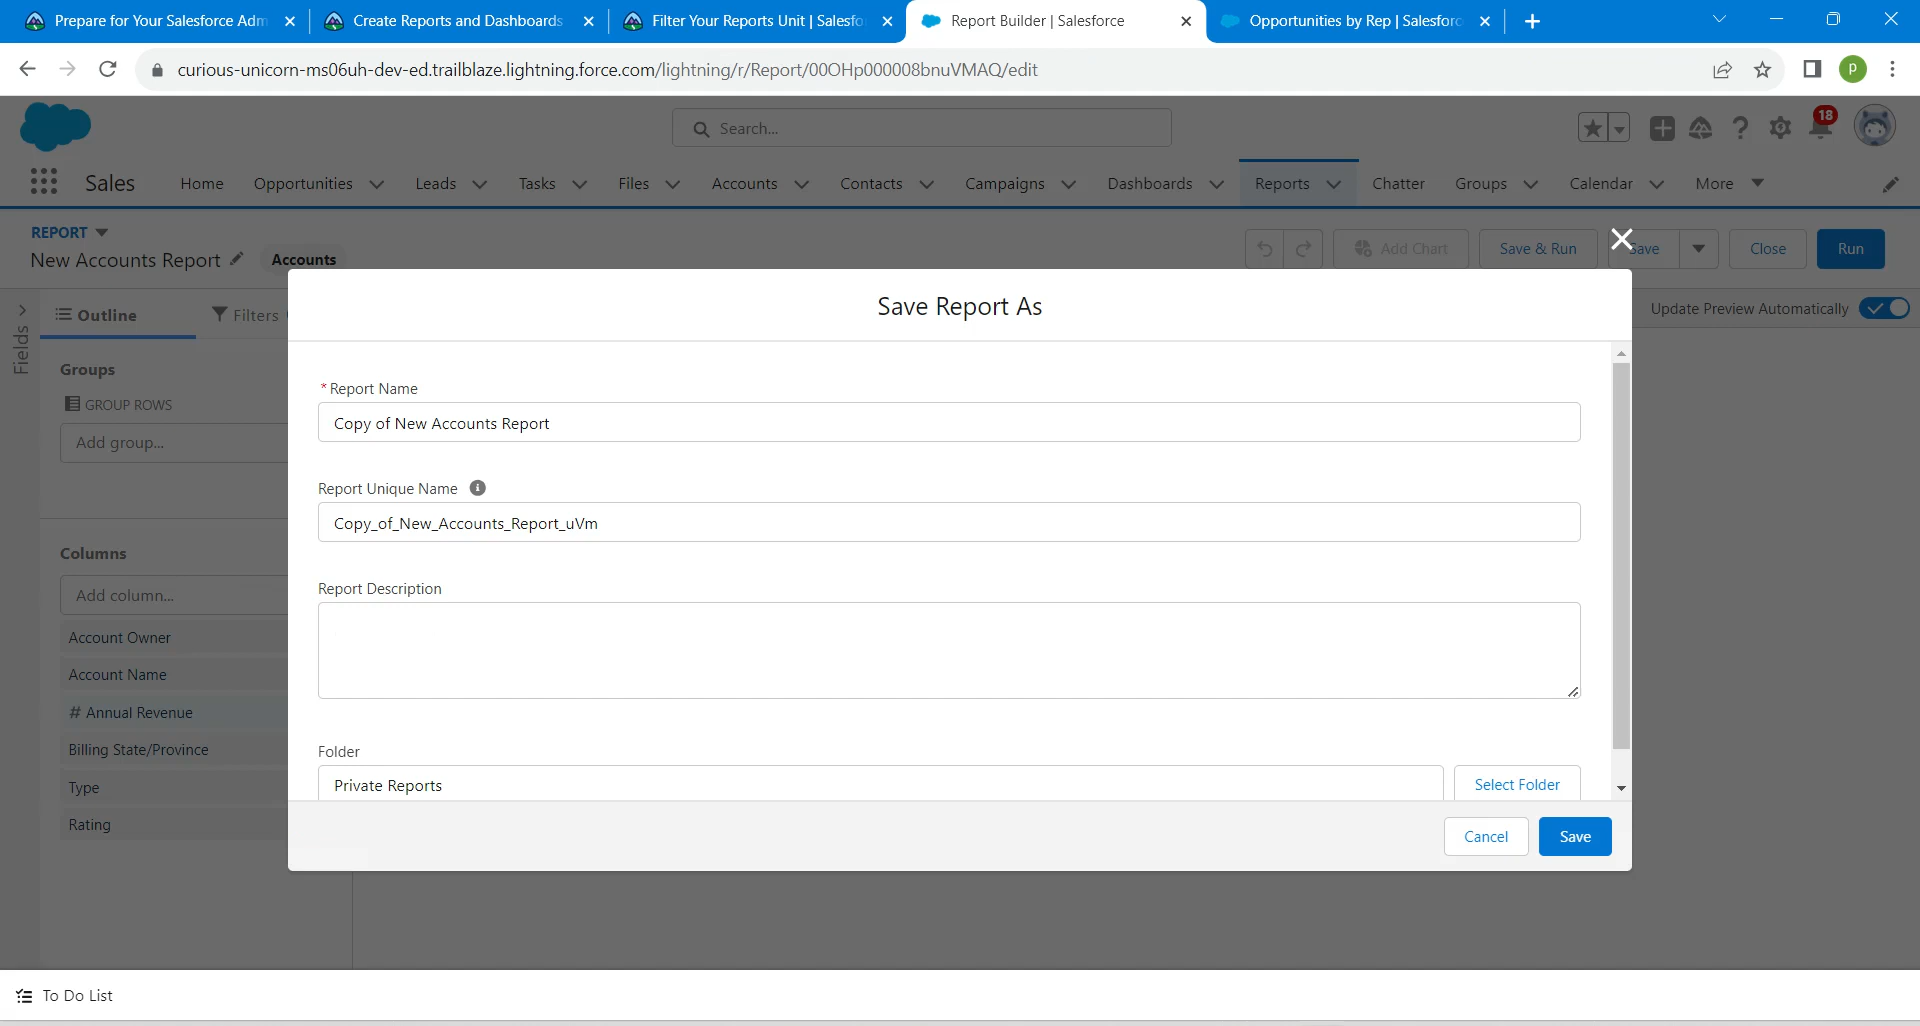 Prepare for Your Salesforce Adm
Create Reports and Dashboards
Filter Your Reports Unit | Salesfo
Report Builder | Salesforce
Opportunities by Rep | Salesforc
curious-unicorn-ms06uh-dev-ed.trailblaze.lightning.force.com/lightning/r/Report/00OHp000008bnuVMAQ/edit
P
Search...
18
Sales
Home
Opportunities
Leads
Tasks
Files
Accounts
Contacts
Campaigns
Dashboards
Reports
Chatter
Groups
Calendar
More
REPORT
New Accounts Report
Accounts
Add Chart
Save & Run
Save
Close
Run
Fields
Outline
Filters
Update Preview Automatically
Groups
GROUP ROWS
Add group...
Columns
Add column...
Account Owner
Account Name
# Annual Revenue
Billing State/Province
Type
Rating
Save Report As
* Report Name
Copy of New Accounts Report
Report Unique Name
Copy_of_New_Accounts_Report_uVm
Report Description
Folder
Private Reports
Select Folder
Cancel
Save
To Do List